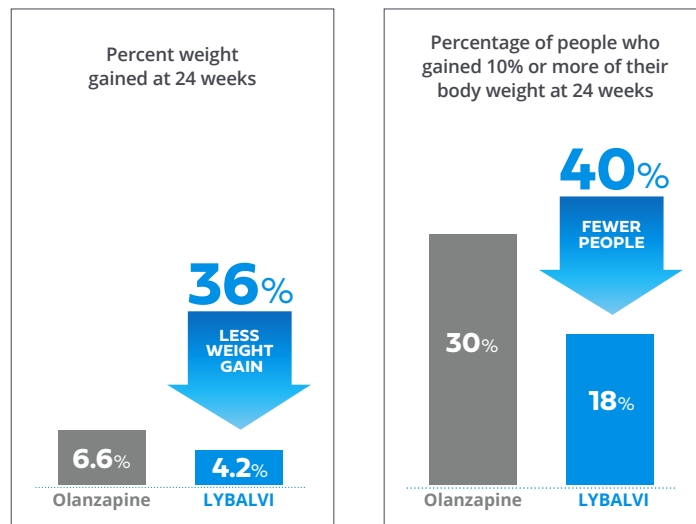 Percent weight
gained at 24 weeks
36%
LESS
WEIGHT
GAIN
6.6%
4.2%
Olanzapine
LYBALVI
Percentage of people who
gained 10% or more of their
body weight at 24 weeks
40%
FEWER
PEOPLE
30%
18%
Olanzapine
LYBALVI